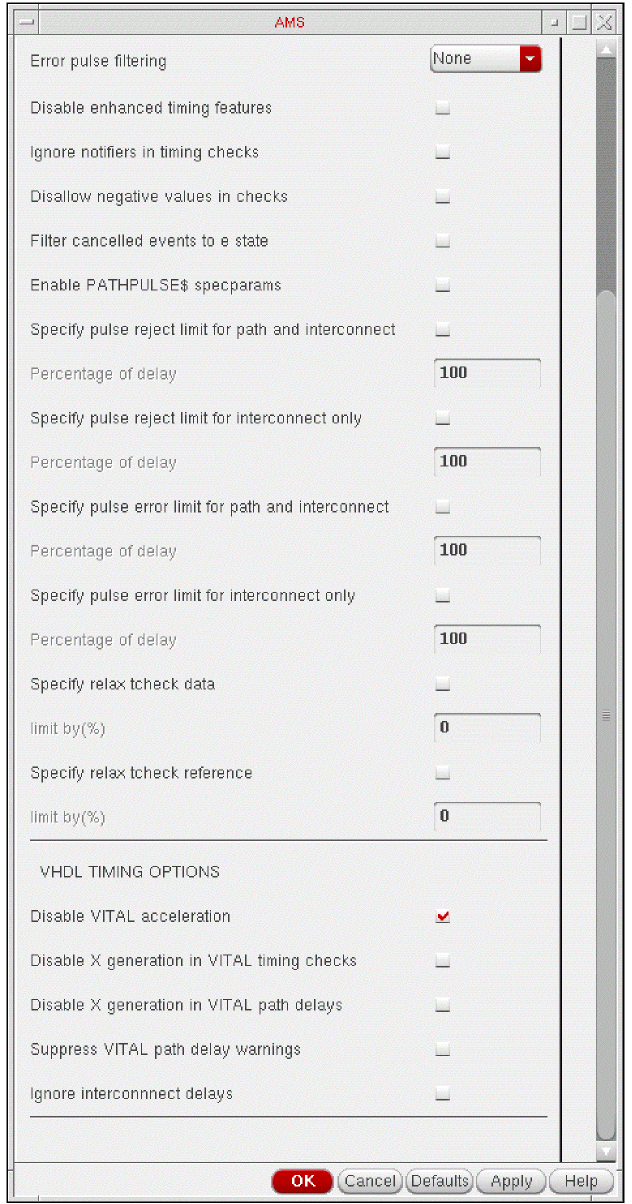 AMS
Error pulse filtering None
Disable enhanced timing features
Ignore notifiers in timing checks
Disallow negative values in checks
Filter cancelled events to e state
Enable PATHPULSE$ specparams
Specify pulse reject limit for path and interconnect
Percentage of delay 100
Specify pulse reject limit for interconnect only
Percentage of delay 100
Specify pulse error limit for path and interconnect
Percentage of delay 100
Specify pulse error limit for interconnect only
Percentage of delay 100
Specify relax tcheck data
limit by(%) 0
Specify relax tcheck reference
limit by(%) 0
VHDL TIMING OPTIONS
Disable VITAL acceleration
Disable X generation in VITAL timing checks
Disable X generation in VITAL path delays
Suppress VITAL path delay warnings
Ignore interconnnect delays
OK Cancel Defaults Apply Help